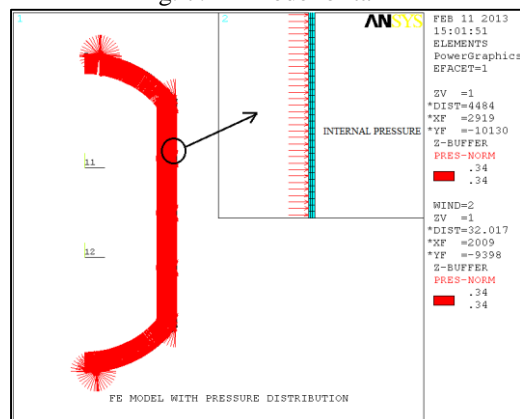 1
2
ANSYS
FEB 11 2013
15:01:51
ELEMENTS
PowerGraphics
EFACET=1
ZV =1
*DIST=4484
*XF =2919
*YF =-10130
Z-BUFFER
PRES-NORM
.34
.34
WIND=2
ZV =1
*DIST=32.017
*XF =2009
*YF =-9398
Z-BUFFER
PRES-NORM
.34
.34
INTERNAL PRESSURE
11
12
FE MODEL WITH PRESSURE DISTRIBUTION